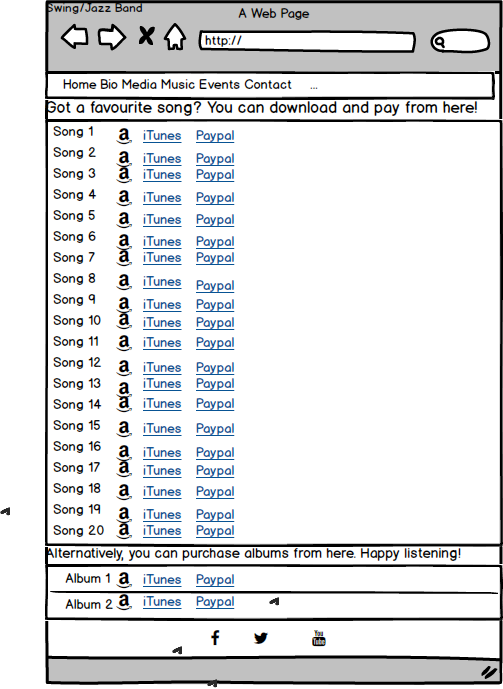 Swing/Jazz Band
A Web Page
http://
Home Bio Media Music Events Contact ...
Got a favourite song? You can download and pay from here!
Song 1 a iTunes Paypal
Song 2 a iTunes Paypal
Song 3 a iTunes Paypal
Song 4 a iTunes Paypal
Song 5 a iTunes Paypal
Song 6 a iTunes Paypal
Song 7 a iTunes Paypal
Song 8 a iTunes Paypal
Song 9 a iTunes Paypal
Song 10 a iTunes Paypal
Song 11 a iTunes Paypal
Song 12 a iTunes Paypal
Song 13 a iTunes Paypal
Song 14 a iTunes Paypal
Song 15 a iTunes Paypal
Song 16 a iTunes Paypal
Song 17 a iTunes Paypal
Song 18 a iTunes Paypal
Song 19 a iTunes Paypal
Song 20 a iTunes Paypal
Alternatively, you can purchase albums from here. Happy listening!
Album 1 a iTunes Paypal
Album 2 a iTunes Paypal
f You Tube